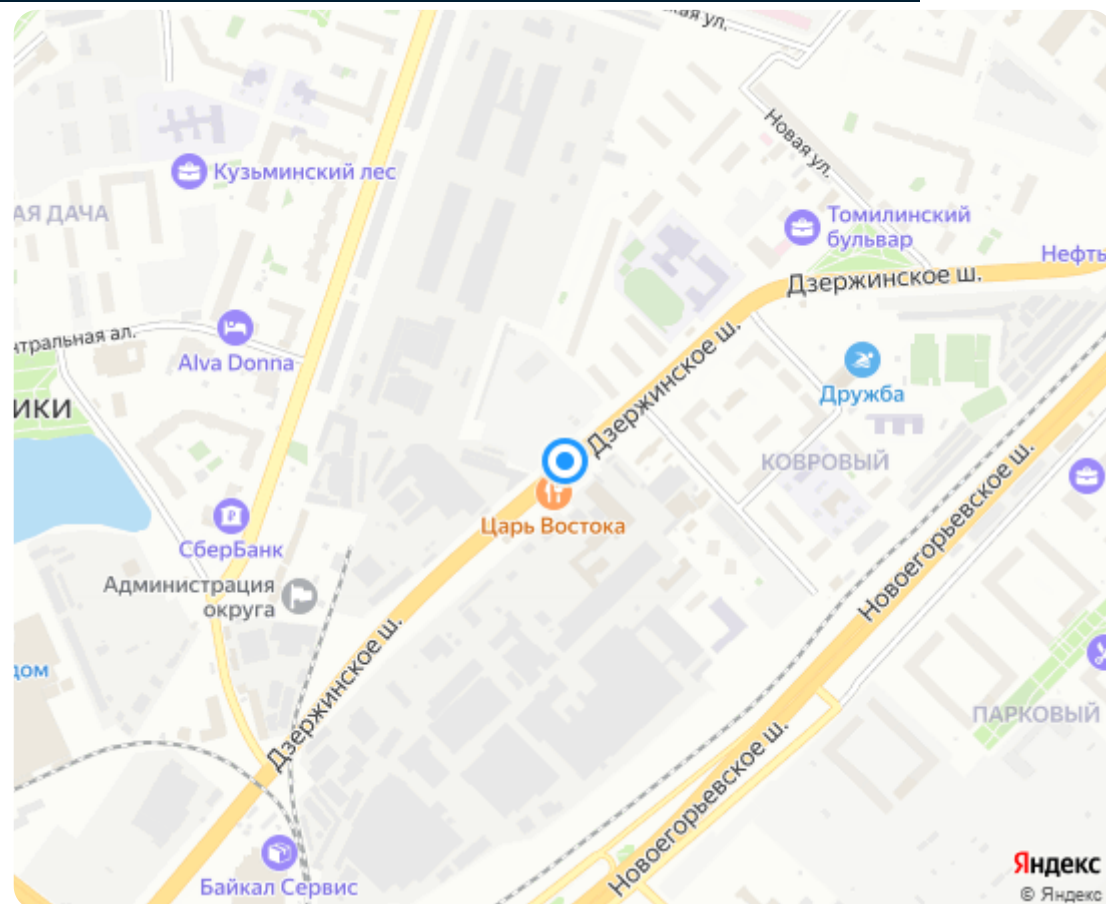 ская ул.
Новая ул.
Кузьминский лес
АЯ ДАЧА
Томилинский
бульвар
Нефть
Дзержинское ш.
нтральная ал.
Alva Donna
Дзержинское ш.
Дружба
ИКИ
КОВРОВЫЙ
Царь Востока
СберБанк
Новоегорьевское ш.
Администрация
округа
Дзержинское ш.
дом
ПАРКОВЫЙ
Новоегорьевское ш.
Байкал Сервис
Яндекс
© Яндекс